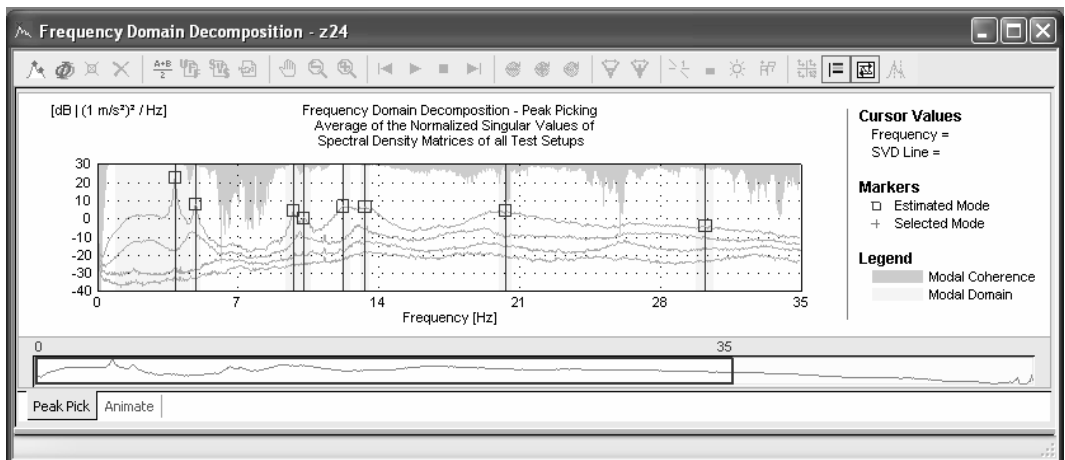 Frequency Domain Decomposition - z24
[dB | (1 m/s²)² / Hz]
Frequency Domain Decomposition - Peak Picking
Average of the Normalized Singular Values of
Spectral Density Matrices of all Test Setups
30
20
10
0
-10
-20
-30
-40
0
7
14
21
28
35
Frequency [Hz]
Cursor Values
Frequency =
SVD Line =
Markers
Estimated Mode
Selected Mode
Legend
Modal Coherence
Modal Domain
0
35
Peak Pick
Animate